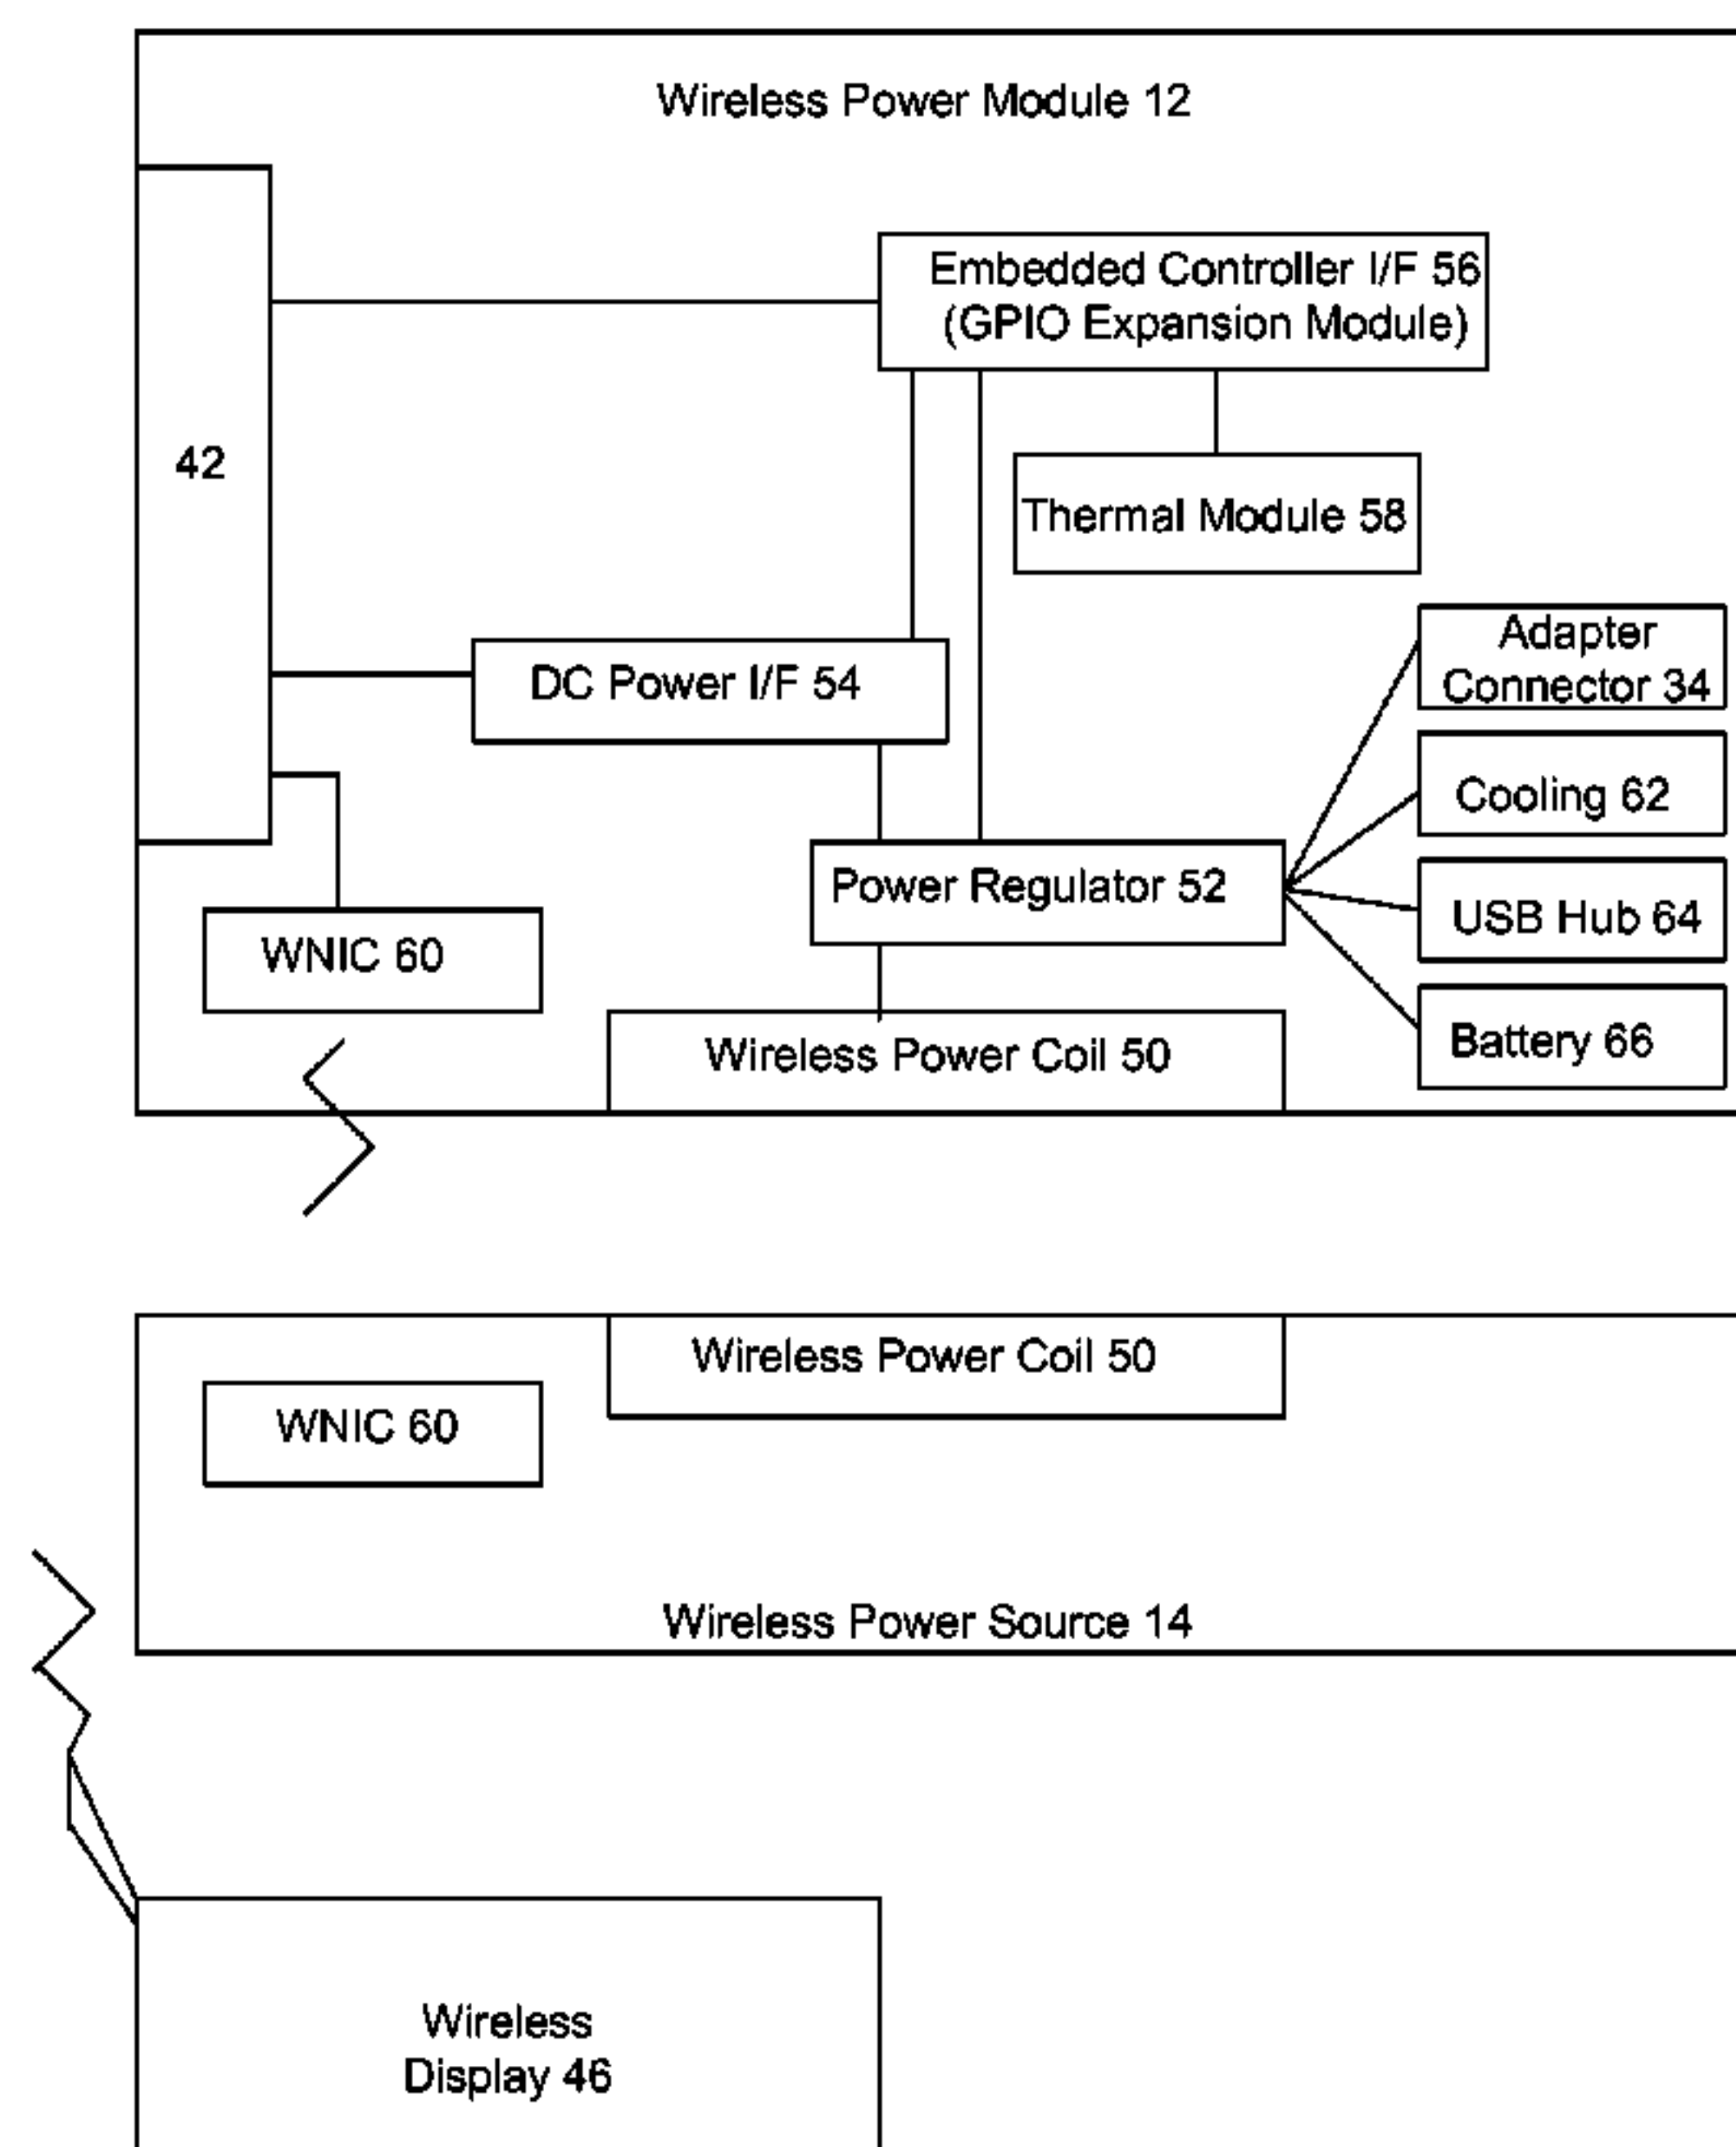 Wireless Power Module 12
Embedded Controller I/F 56
(GPIO Expansion Module)
42
Thermal Module 58
Adapter
Connector 34
DC Power I/F 54
Cooling 62
Power Regulator 52
USB Hub 64
WNIC 60
Wireless Power Coil 50
Battery 66
Wireless Power Coil 50
WNIC 60
Wireless Power Source 14
Wireless
Display 46